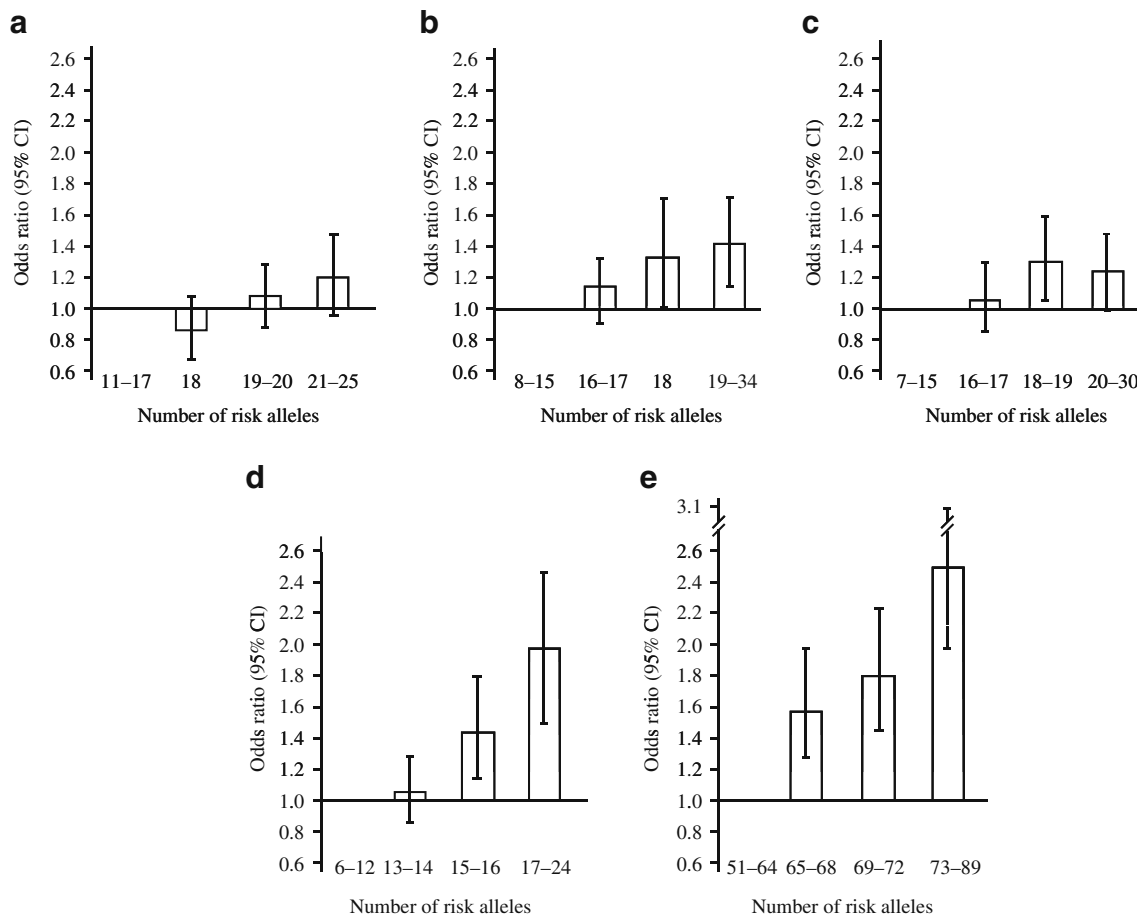 a
2.6
2.4
2.2
2.0
1.8
1.6
1.4
1.2
1.0
0.8
0.6
Odds ratio (95% CI)
11–17 18 19–20 21–25
Number of risk alleles
b
2.6
2.4
2.2
2.0
1.8
1.6
1.4
1.2
1.0
0.8
0.6
Odds ratio (95% CI)
8–15 16–17 18 19–34
Number of risk alleles
c
2.6
2.4
2.2
2.0
1.8
1.6
1.4
1.2
1.0
0.8
0.6
Odds ratio (95% CI)
7–15 16–17 18–19 20–30
Number of risk alleles
d
2.6
2.4
2.2
2.0
1.8
1.6
1.4
1.2
1.0
0.8
0.6
Odds ratio (95% CI)
6–12 13–14 15–16 17–24
Number of risk alleles
e
3.1
2.6
2.4
2.2
2.0
1.8
1.6
1.4
1.2
1.0
0.8
0.6
Odds ratio (95% CI)
51–64 65–68 69–72 73–89
Number of risk alleles